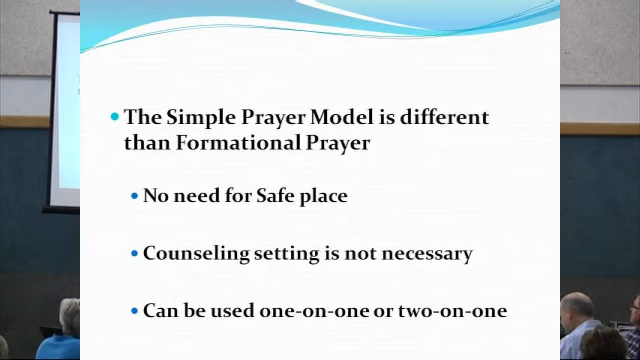 The Simple Prayer Model is different
than Formational Prayer
No need for Safe place
Counseling setting is not necessary
Can be used one-on-one or two-on-one